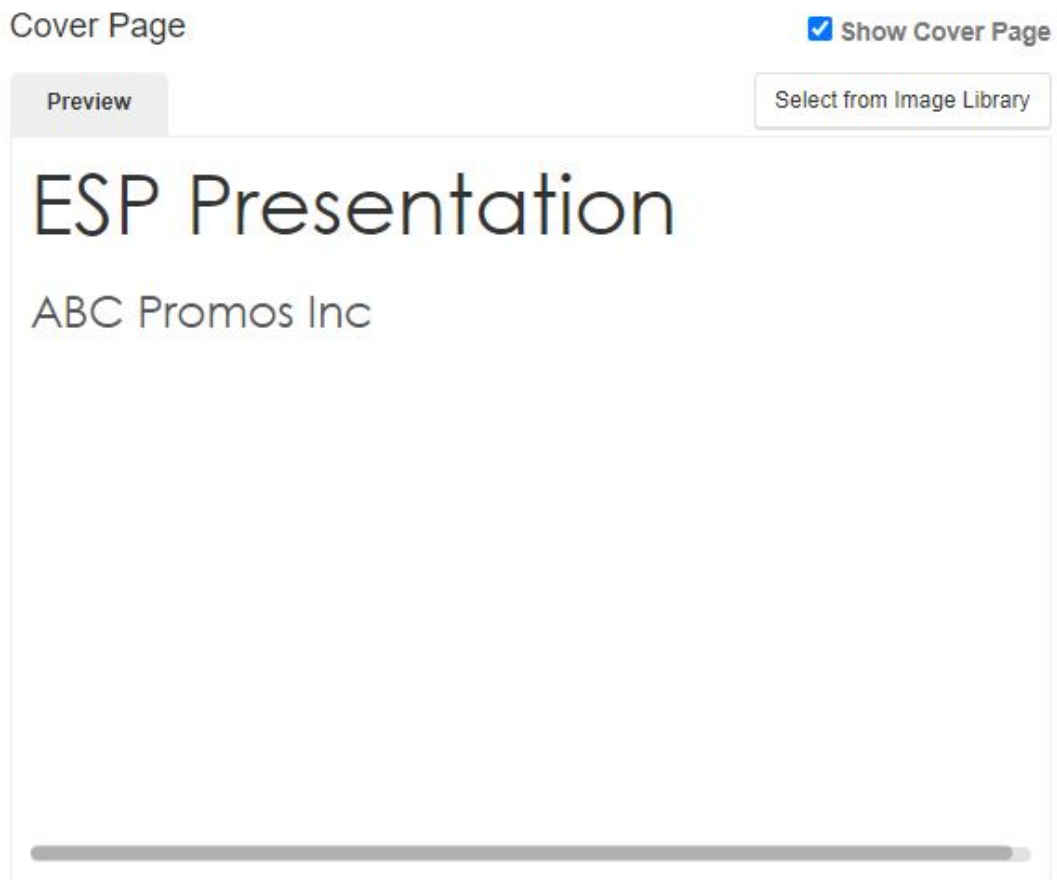 Cover Page
Show Cover Page
Preview
Select from Image Library
ESP Presentation
ABC Promos Inc